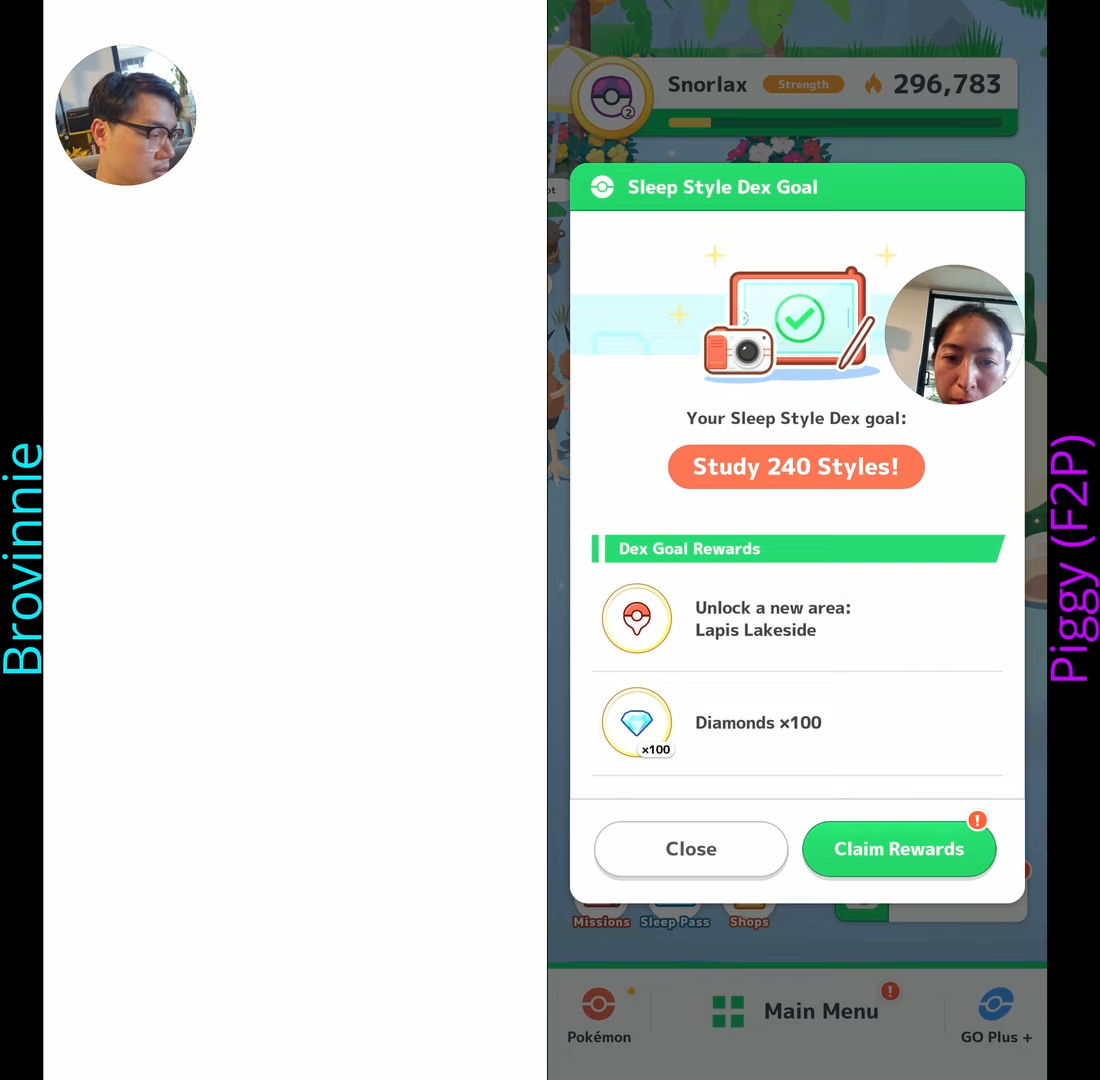 Brovinnie
Snorlax
Strength
296,783
2
Sleep Style Dex Goal
Your Sleep Style Dex goal:
Study 240 Styles!
Dex Goal Rewards
Unlock a new area:
Lapis Lakeside
Diamonds ×100
×100
Close
Claim Rewards
!
Missions
Sleep Pass
Shops
Pokémon
Main Menu
!
GO Plus +
Piggy (F2P)